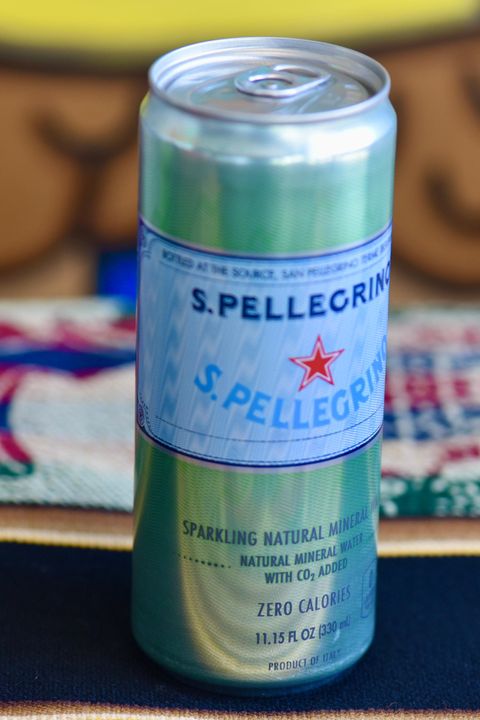 BOTTLED AT THE SOURCE, SAN PELLEGRINO TERME
S.PELLEGRINO
S.PELLEGRINO
SPARKLING NATURAL MINERAL
NATURAL MINERAL WATER
WITH CO₂ ADDED
ZERO CALORIES
11.15 FL OZ (330 mL)
PRODUCT OF ITALY